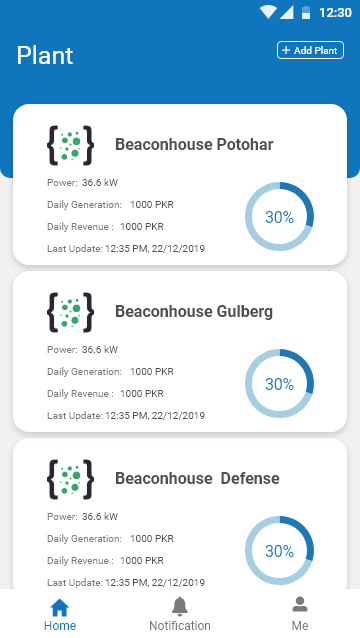 12:30
Plant
+ Add Plant
Beaconhouse Potohar
Power: 36.6 kW
Daily Generation: 1000 PKR
Daily Revenue : 1000 PKR
Last Update: 12:35 PM, 22/12/2019
30%
Beaconhouse Gulberg
Power: 36.6 kW
Daily Generation: 1000 PKR
Daily Revenue : 1000 PKR
Last Update: 12:35 PM, 22/12/2019
30%
Beaconhouse Defense
Power: 36.6 kW
Daily Generation: 1000 PKR
Daily Revenue : 1000 PKR
Last Update: 12:35 PM, 22/12/2019
30%
Home Notification Me